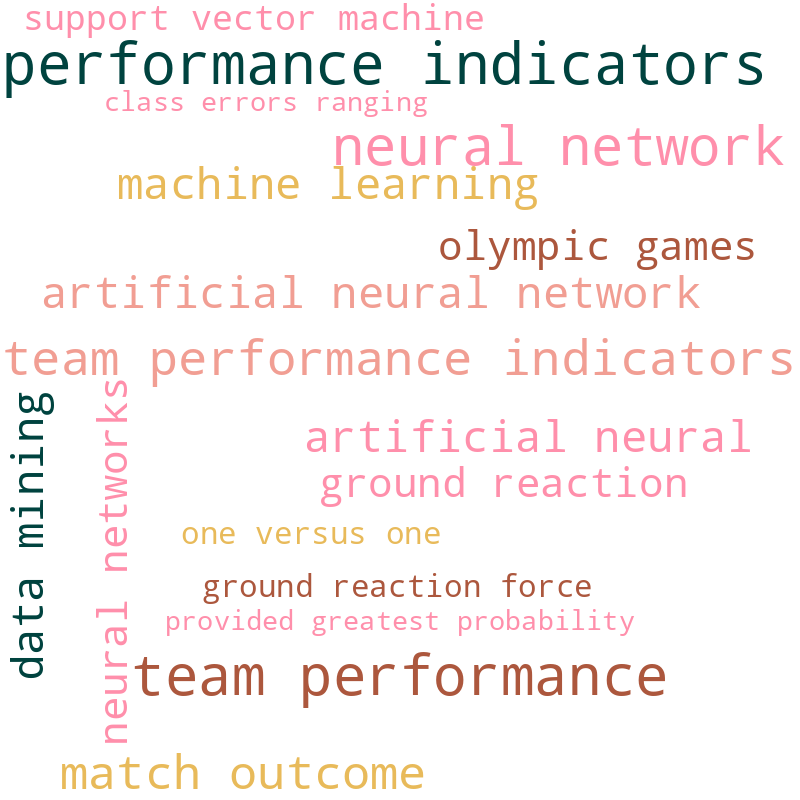 support vector machine
performance indicators
class errors ranging
neural network
machine learning
olympic games
artificial neural network
team performance indicators
data mining
neural networks
artificial neural
ground reaction
one versus one
ground reaction force
provided greatest probability
team performance
match outcome